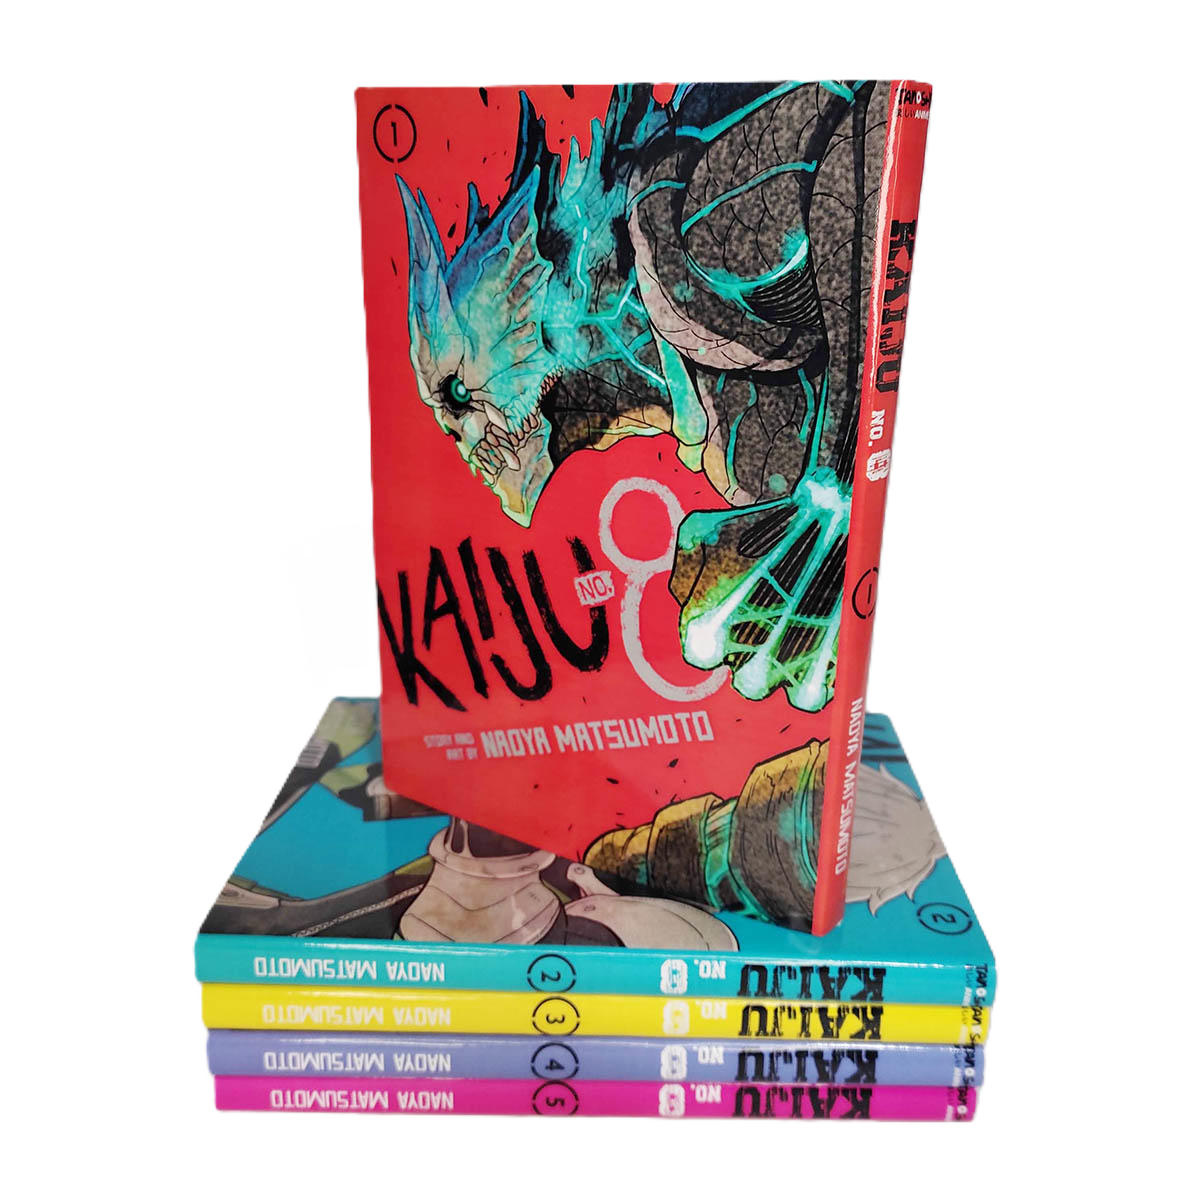 1
KAIJU
NO. 8
STORY AND
ART BY NAOYA MATSUMOTO
KAIJU NO. 8
1
NAOYA MATSUMOTO
2
KAIJU NO. 8 2 NAOYA MATSUMOTO
KAIJU NO. 8 3 NAOYA MATSUMOTO
KAIJU NO. 8 4 NAOYA MATSUMOTO
KAIJU NO. 8 5 NAOYA MATSUMOTO